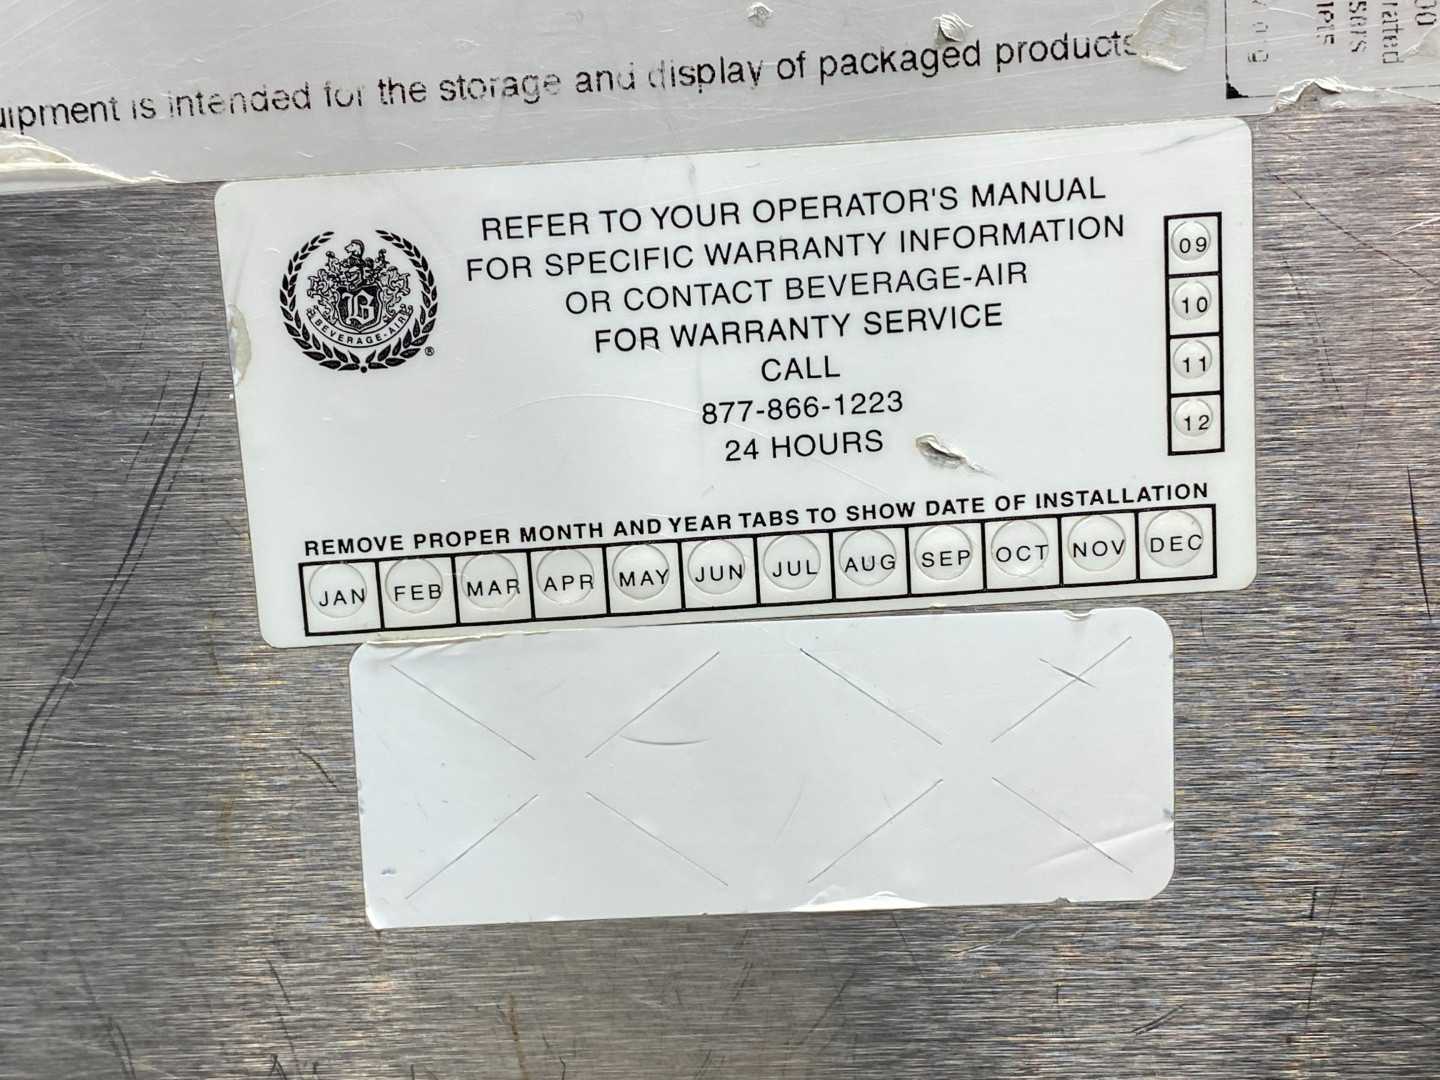 is intended for the storage and display of packaged products
REFER TO YOUR OPERATOR'S MANUAL
FOR SPECIFIC WARRANTY INFORMATION
OR CONTACT BEVERAGE-AIR
FOR WARRANTY SERVICE
CALL
877-866-1223
24 HOURS
B
BEVERAGE-AIR
®
09
10
11
12
REMOVE PROPER MONTH AND YEAR TABS TO SHOW DATE OF INSTALLATION
JAN FEB MAR APR MAY JUN JUL AUG SEP OCT NOV DEC